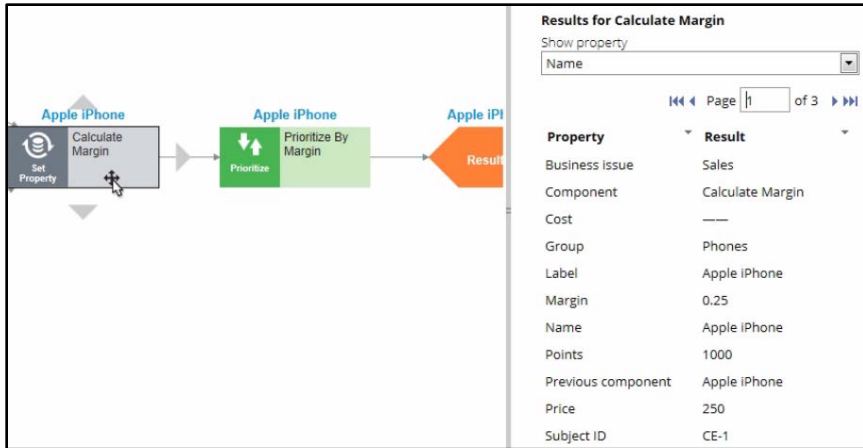 Apple iPhone
Set Property
Calculate Margin
Apple iPhone
Prioritize
Prioritize By Margin
Apple iPh
Result
Results for Calculate Margin
Show property
Name
Page 1 of 3
Property Result
Business issue Sales
Component Calculate Margin
Cost ——
Group Phones
Label Apple iPhone
Margin 0.25
Name Apple iPhone
Points 1000
Previous component Apple iPhone
Price 250
Subject ID CE-1